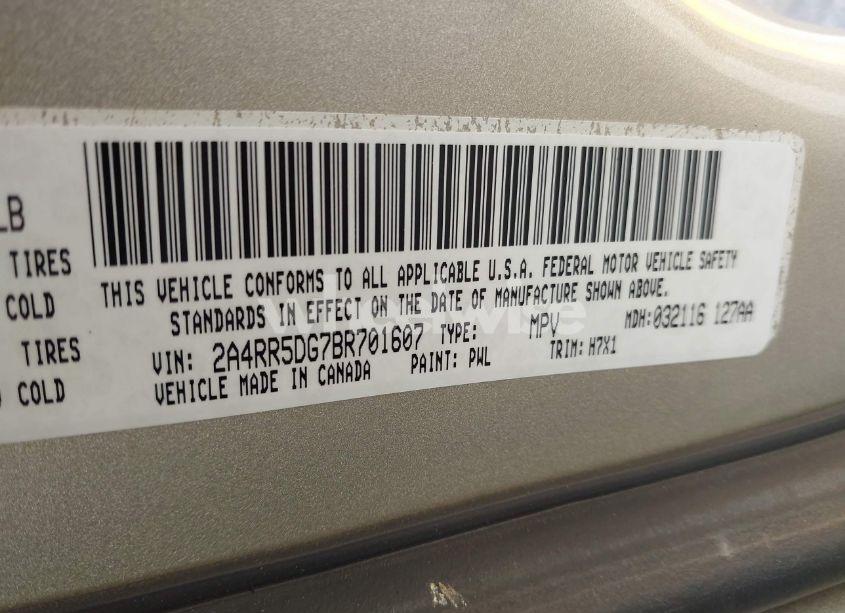 LB
TIRES
COLD
TIRES
COLD
THIS VEHICLE CONFORMS TO ALL APPLICABLE U.S.A. FEDERAL MOTOR VEHICLE SAFETY
STANDARDS IN EFFECT ON THE DATE OF MANUFACTURE SHOWN ABOVE.
MDH:032116 127AA
VIN: 2A4RR5DG7BR701607 TYPE: MPV
VEHICLE MADE IN CANADA PAINT: PWL TRIM: H7X1